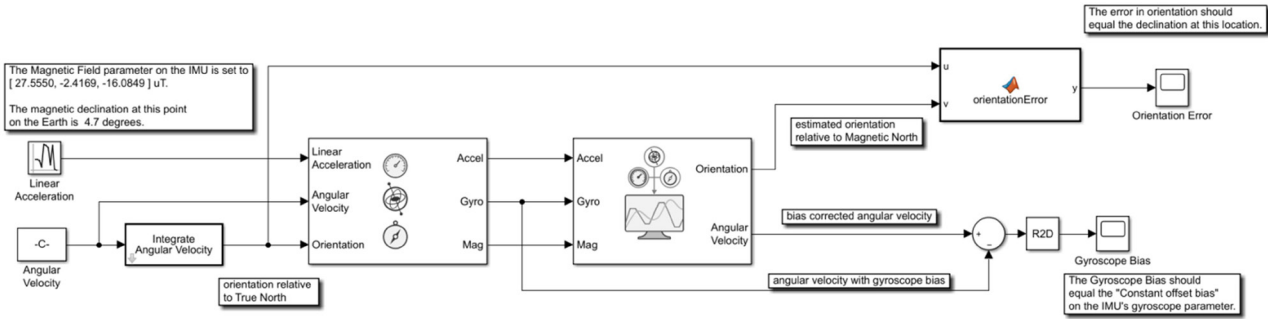 The error in orientation should
equal the declination at this location.
The Magnetic Field parameter on the IMU is set to
[ 27.5550, -2.4169, -16.0849 ] uT.
The magnetic declination at this point
on the Earth is 4.7 degrees.
u
v
orientationError
y
Orientation Error
estimated orientation
relative to Magnetic North
Linear
Acceleration
Linear
Acceleration
Angular
Velocity
Orientation
Accel
Gyro
Mag
Accel
Gyro
Mag
Orientation
Angular
Velocity
-C-
Angular
Velocity
Integrate
Angular Velocity
orientation relative
to True North
bias corrected angular velocity
angular velocity with gyroscope bias
+
−
R2D
Gyroscope Bias
The Gyroscope Bias should
equal the "Constant offset bias"
on the IMU's gyroscope parameter.